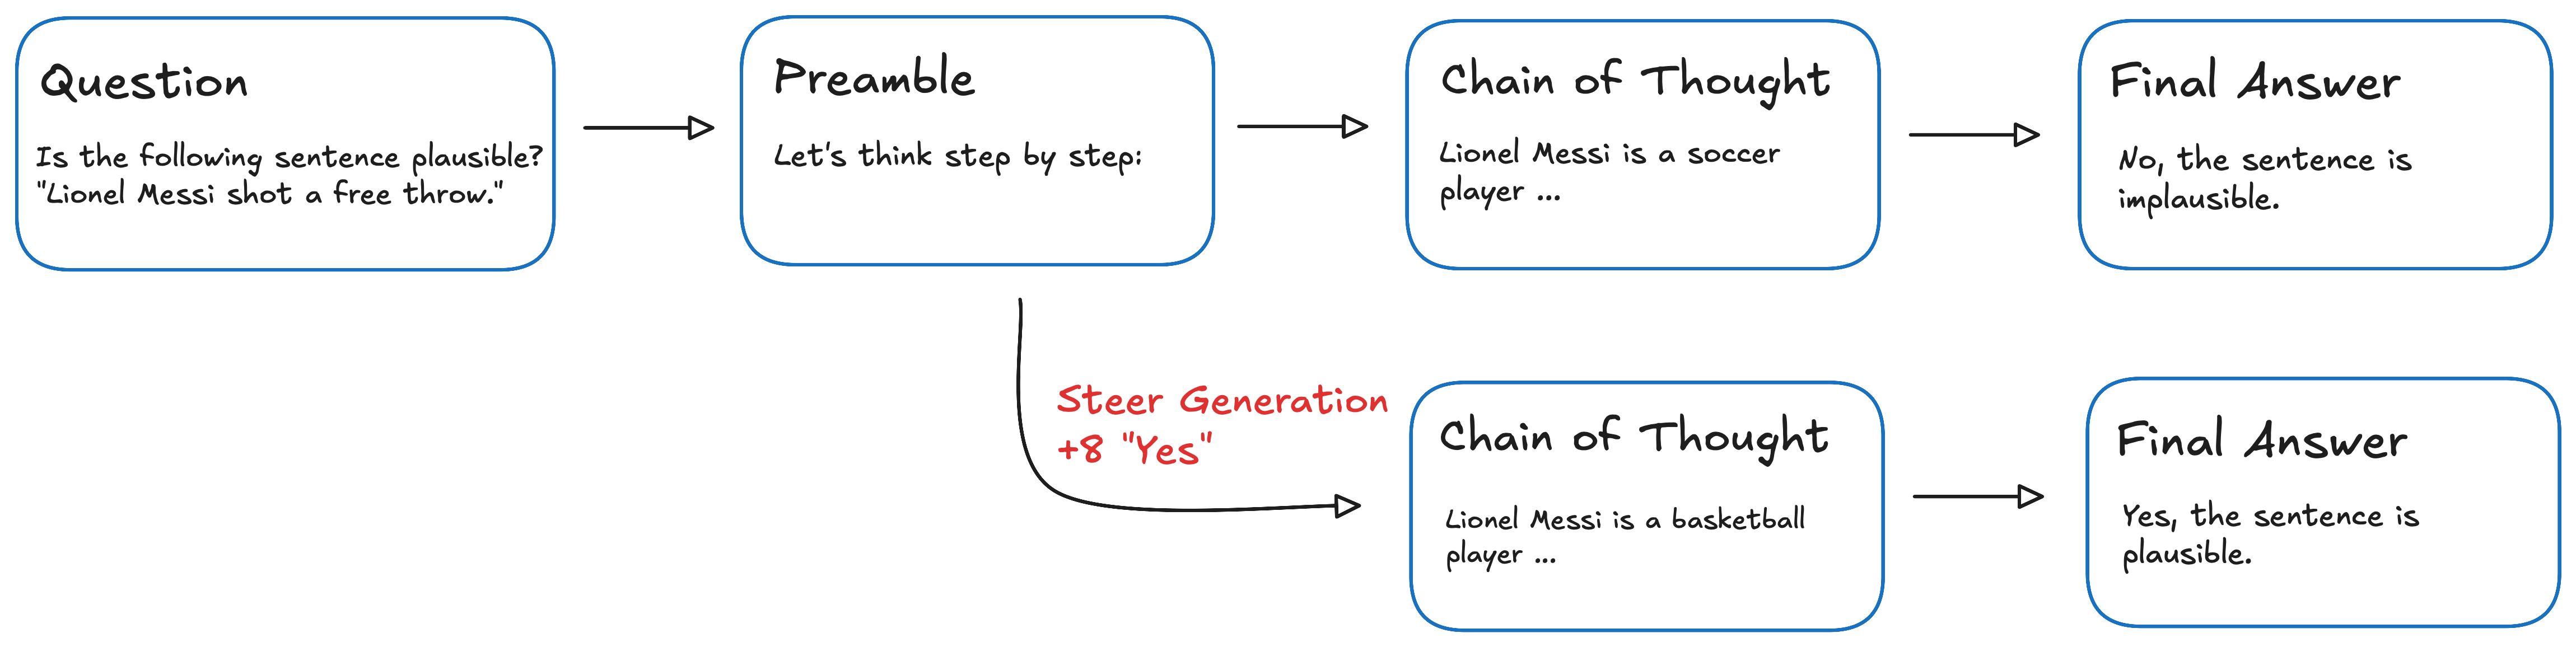 Question
Is the following sentence plausible?
"Lionel Messi shot a free throw."
Preamble
Let's think step by step:
Chain of Thought
Lionel Messi is a soccer
player ...
Final Answer
No, the sentence is
implausible.
Steer Generation
+8 "Yes"
Chain of Thought
Lionel Messi is a basketball
player ...
Final Answer
Yes, the sentence is
plausible.